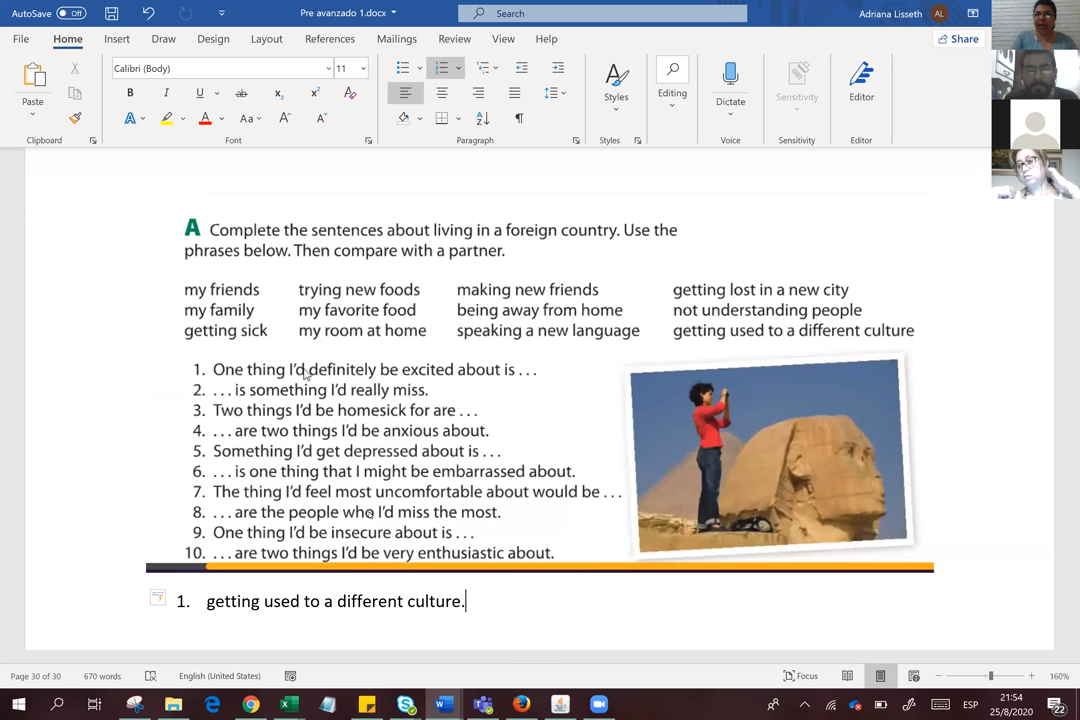 AutoSave Off Pre avanzado 1.docx Search Adriana Lisseth AL
File Home Insert Draw Design Layout References Mailings Review View Help Share
Calibri (Body) 11
Paste Styles Editing Dictate Sensitivity Editor
Clipboard Font Paragraph Styles Voice Sensitivity Editor
A Complete the sentences about living in a foreign country. Use the
phrases below. Then compare with a partner.
my friends trying new foods making new friends getting lost in a new city
my family my favorite food being away from home not understanding people
getting sick my room at home speaking a new language getting used to a different culture
1. One thing I'd definitely be excited about is . . .
2. . . . is something I'd really miss.
3. Two things I'd be homesick for are . . .
4. . . . are two things I'd be anxious about.
5. Something I'd get depressed about is . . .
6. . . . is one thing that I might be embarrassed about.
7. The thing I'd feel most uncomfortable about would be . . .
8. . . . are the people who I'd miss the most.
9. One thing I'd be insecure about is . . .
10. . . . are two things I'd be very enthusiastic about.
1. getting used to a different culture.
Page 30 of 30 670 words English (United States) Focus 160%
ESP 21:54
25/8/2020 22